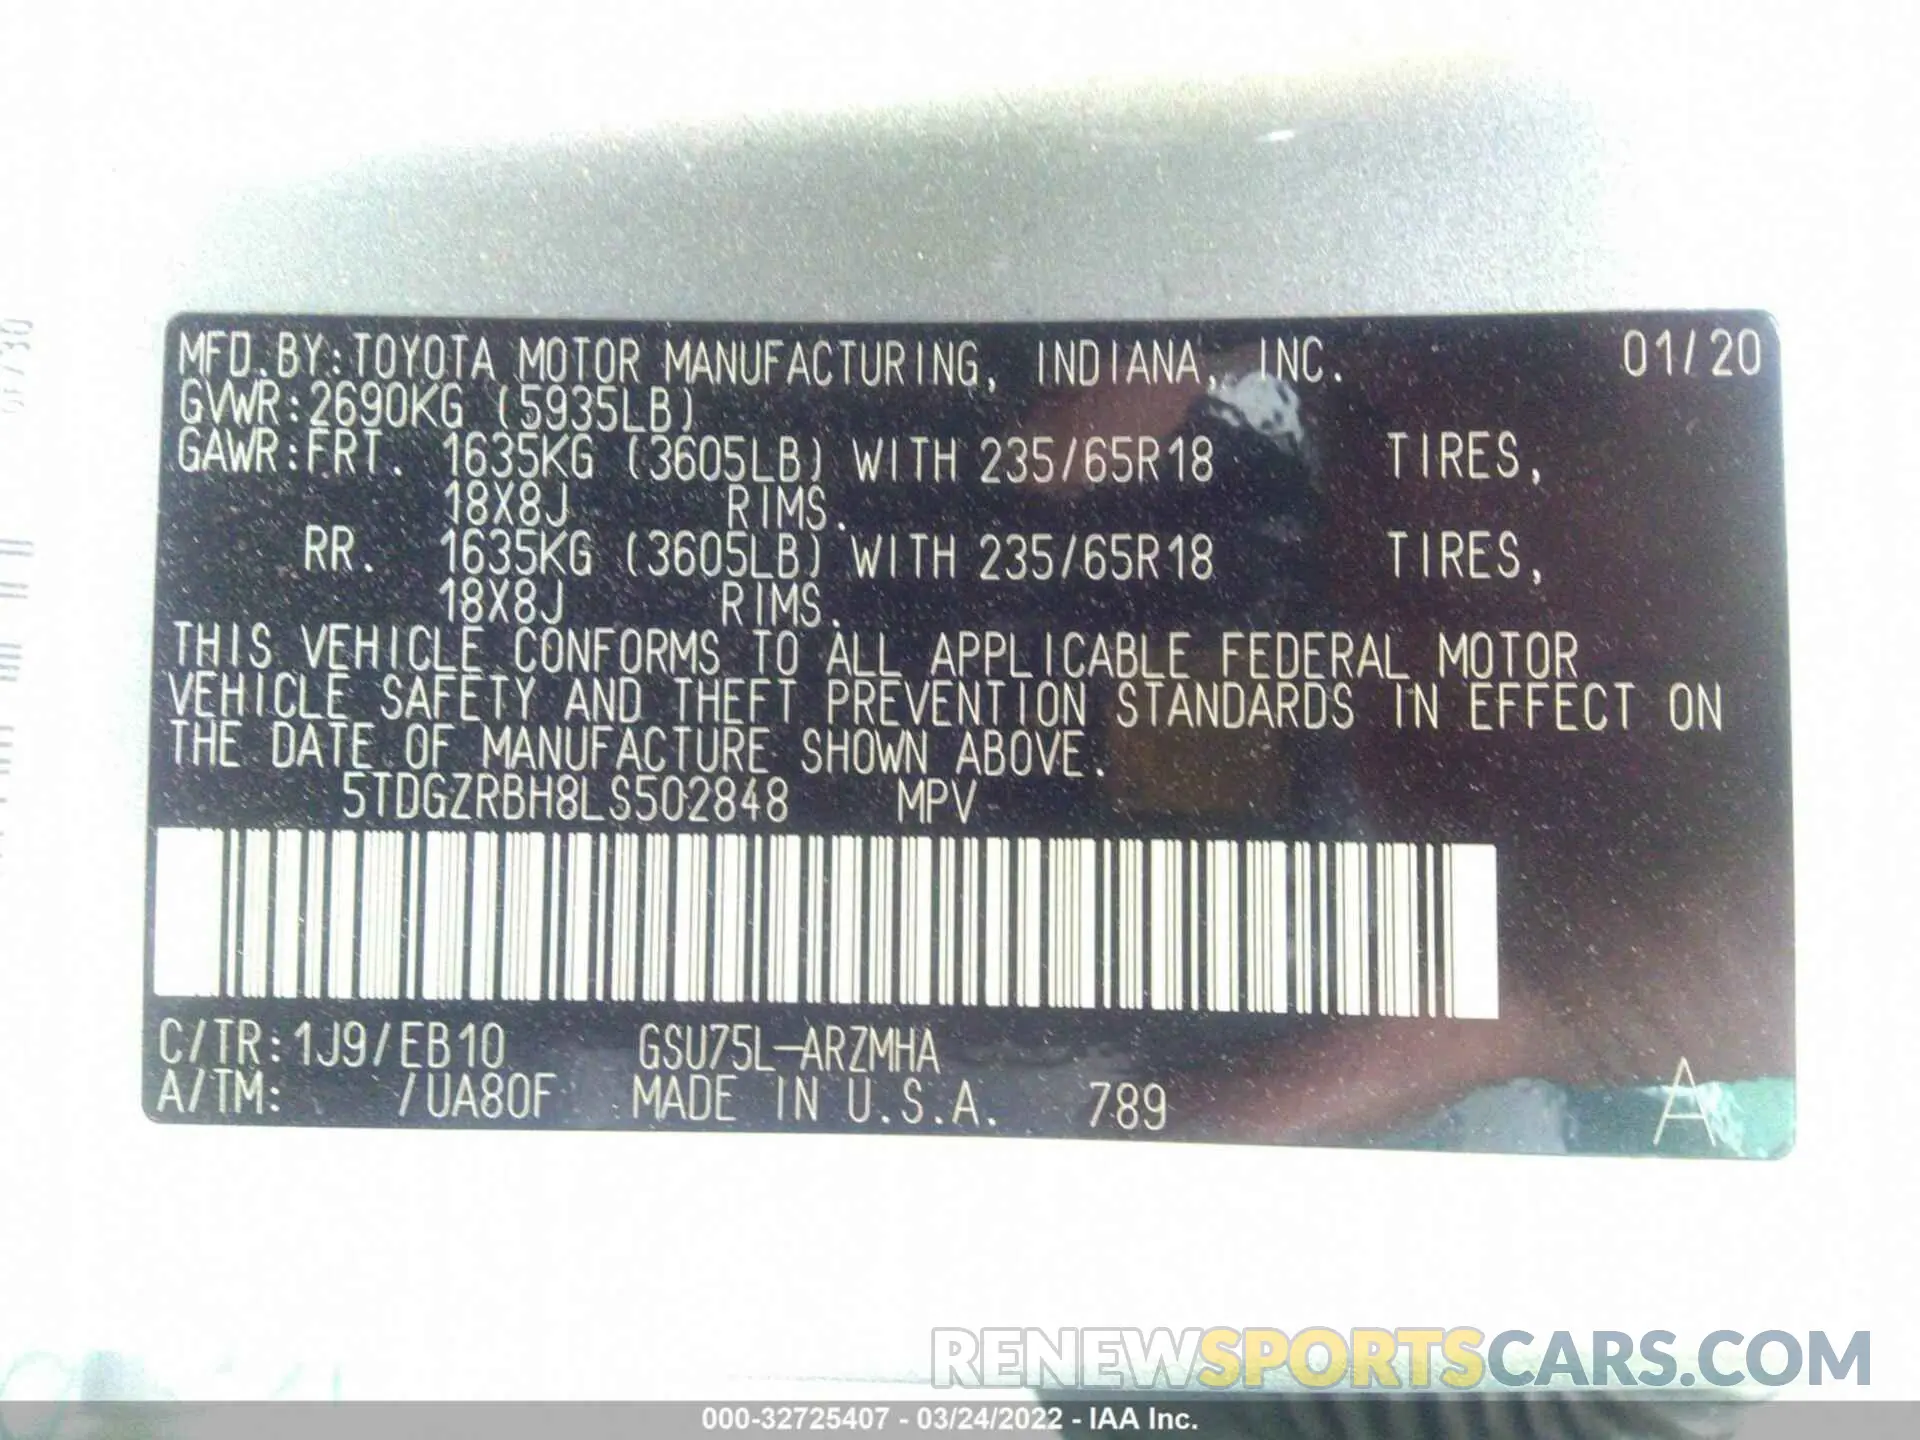 MFD.BY:TOYOTA MOTOR MANUFACTURING, INDIANA, INC. 01/20
GVWR:2690KG (5935LB)
GAWR:FRT. 1635KG (3605LB) WITH 235/65R18 TIRES,
18X8J RIMS.
RR. 1635KG (3605LB) WITH 235/65R18 TIRES,
18X8J RIMS.
THIS VEHICLE CONFORMS TO ALL APPLICABLE FEDERAL MOTOR
VEHICLE SAFETY AND THEFT PREVENTION STANDARDS IN EFFECT ON
THE DATE OF MANUFACTURE SHOWN ABOVE.
5TDGZRBH8LS502848 MPV
C/TR:1J9/EB10 GSU75L-ARZMHA
A/TM: /UA80F MADE IN U.S.A. 789 A
RENEWSPORTSCARS.COM
000-32725407 - 03/24/2022 - IAA Inc.